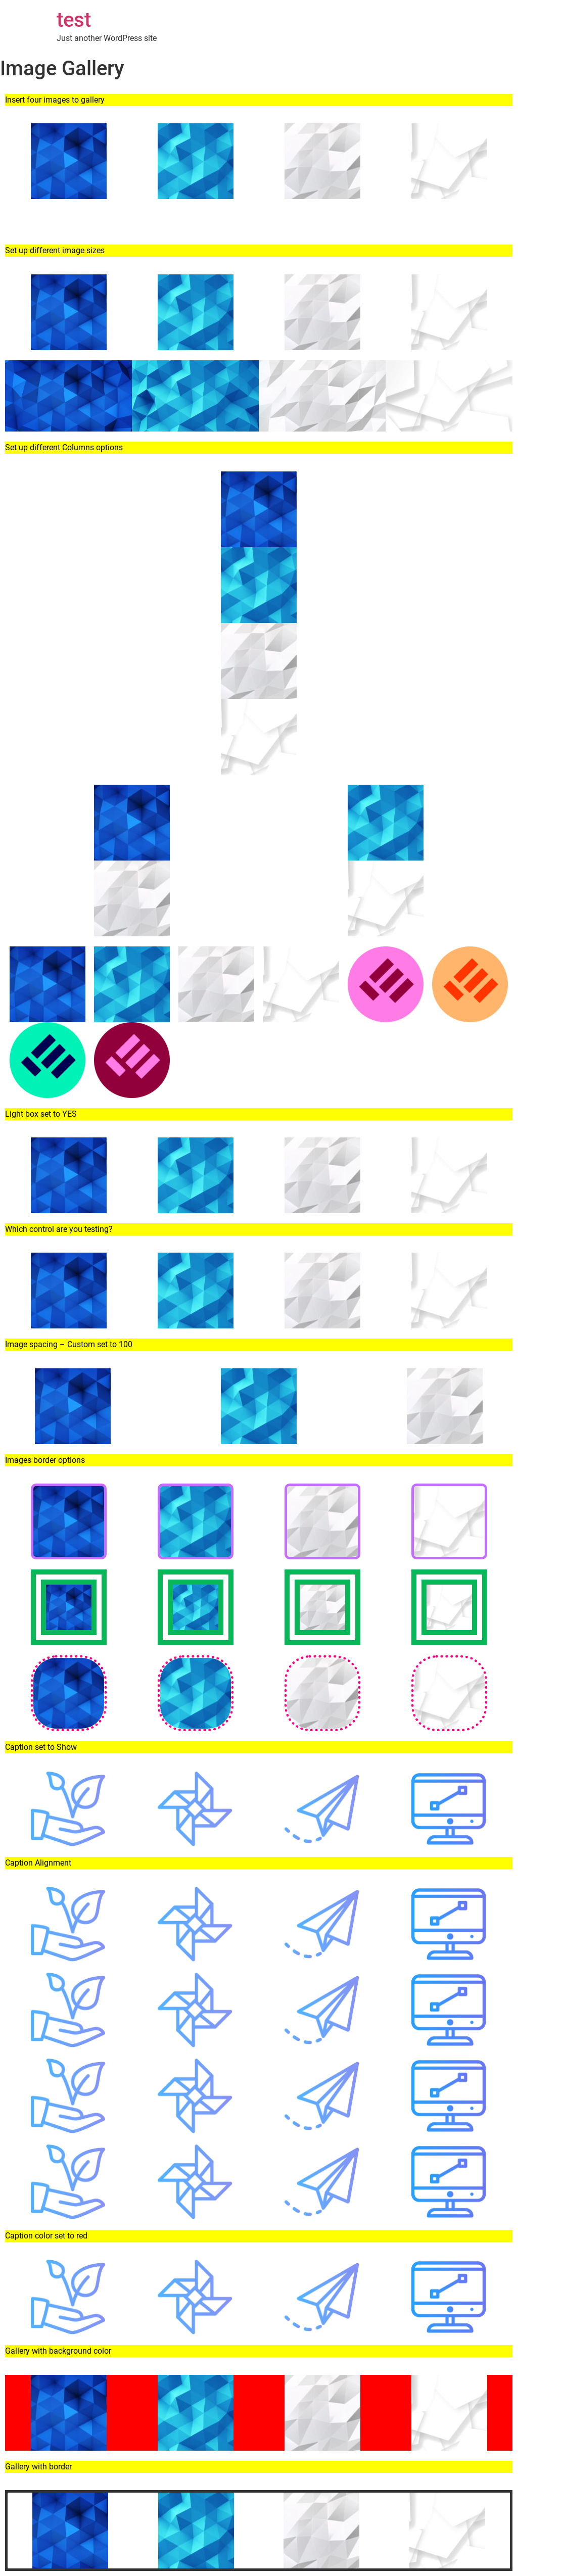 test
Just another WordPress site
Image Gallery
Insert four images to gallery
Set up different image sizes
Set up different Columns options
Light box set to YES
Which control are you testing?
Image spacing – Custom set to 100
Images border options
Caption set to Show
Caption Alignment
Caption color set to red
Gallery with background color
Gallery with border